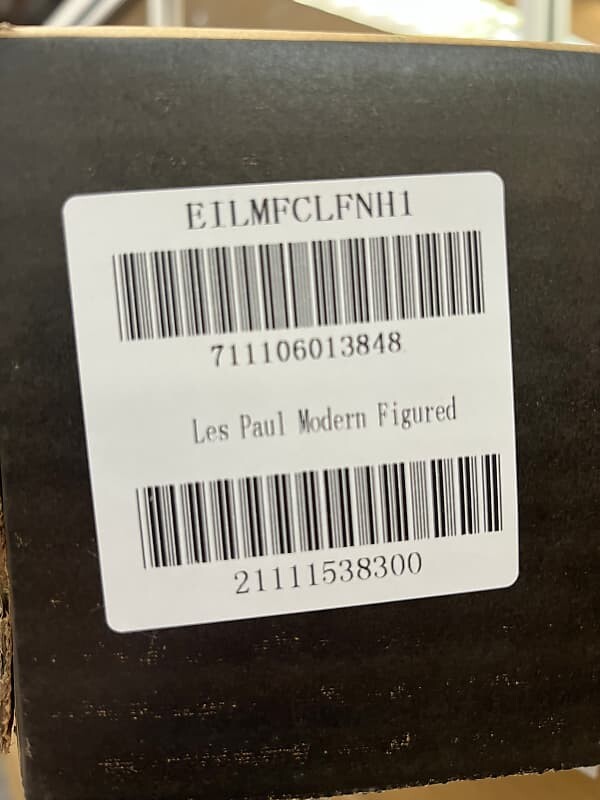 EILMFCLFNH1
711106013848
Les Paul Modern Figured
21111538300